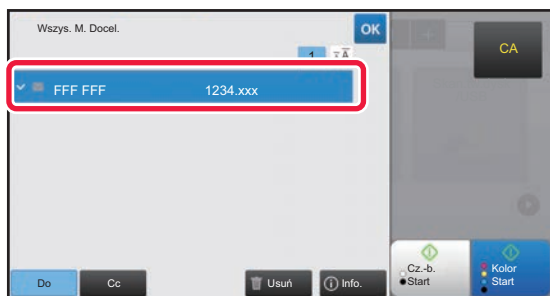 Wszys. M. Docel.
OK
CA
1
FFF FFF 1234.xxx
Do
Cc
Usuń
Info.
Cz.-b.
Start
Kolor
Start